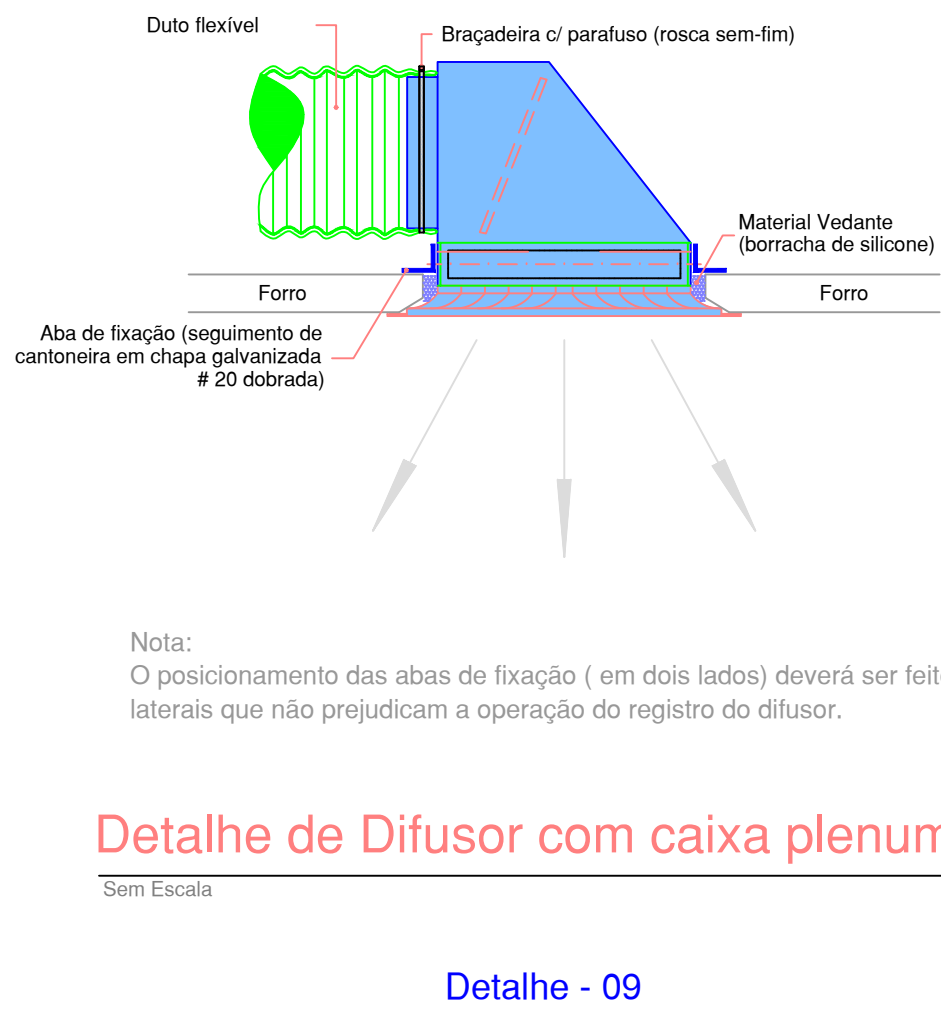 Duto flexível
Braçadeira c/ parafuso (rosca sem-fim)
Material Vedante
(borracha de silicone)
Forro
Forro
Aba de fixação (seguimento de
cantoneira em chapa galvanizada
# 20 dobrada)
Nota:
O posicionamento das abas de fixação ( em dois lados) deverá ser feit
laterais que não prejudicam a operação do registro do difusor.
Detalhe de Difusor com caixa plenum
Sem Escala
Detalhe - 09